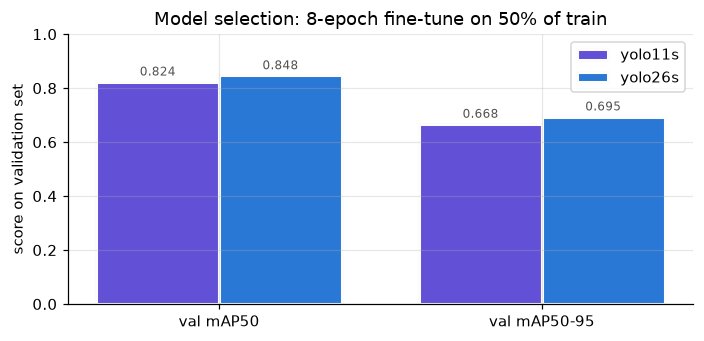 Model selection: 8-epoch fine-tune on 50% of train
yolo11s
yolo26s
score on validation set
1.0
0.8
0.6
0.4
0.2
0.0
0.824
0.848
0.668
0.695
val mAP50
val mAP50-95